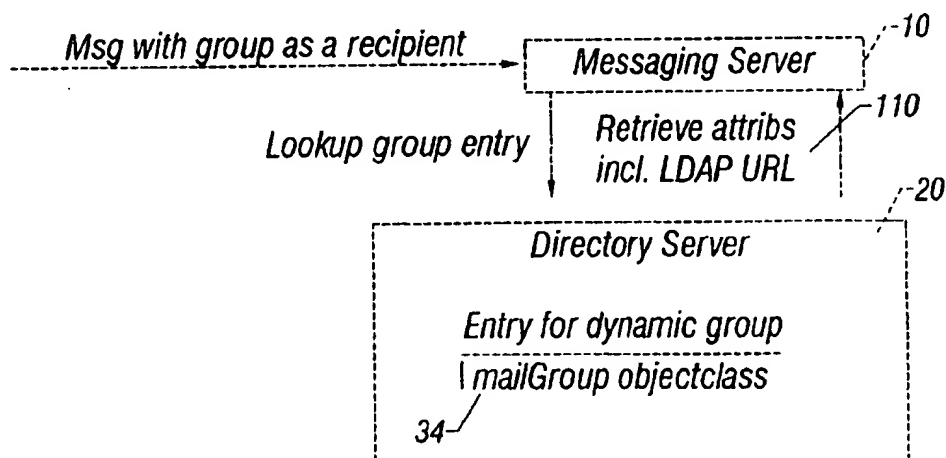 Msg with group as a recipient
Messaging Server
10
Lookup group entry
Retrieve attribs
incl. LDAP URL
110
20
Directory Server
Entry for dynamic group
mailGroup objectclass
34